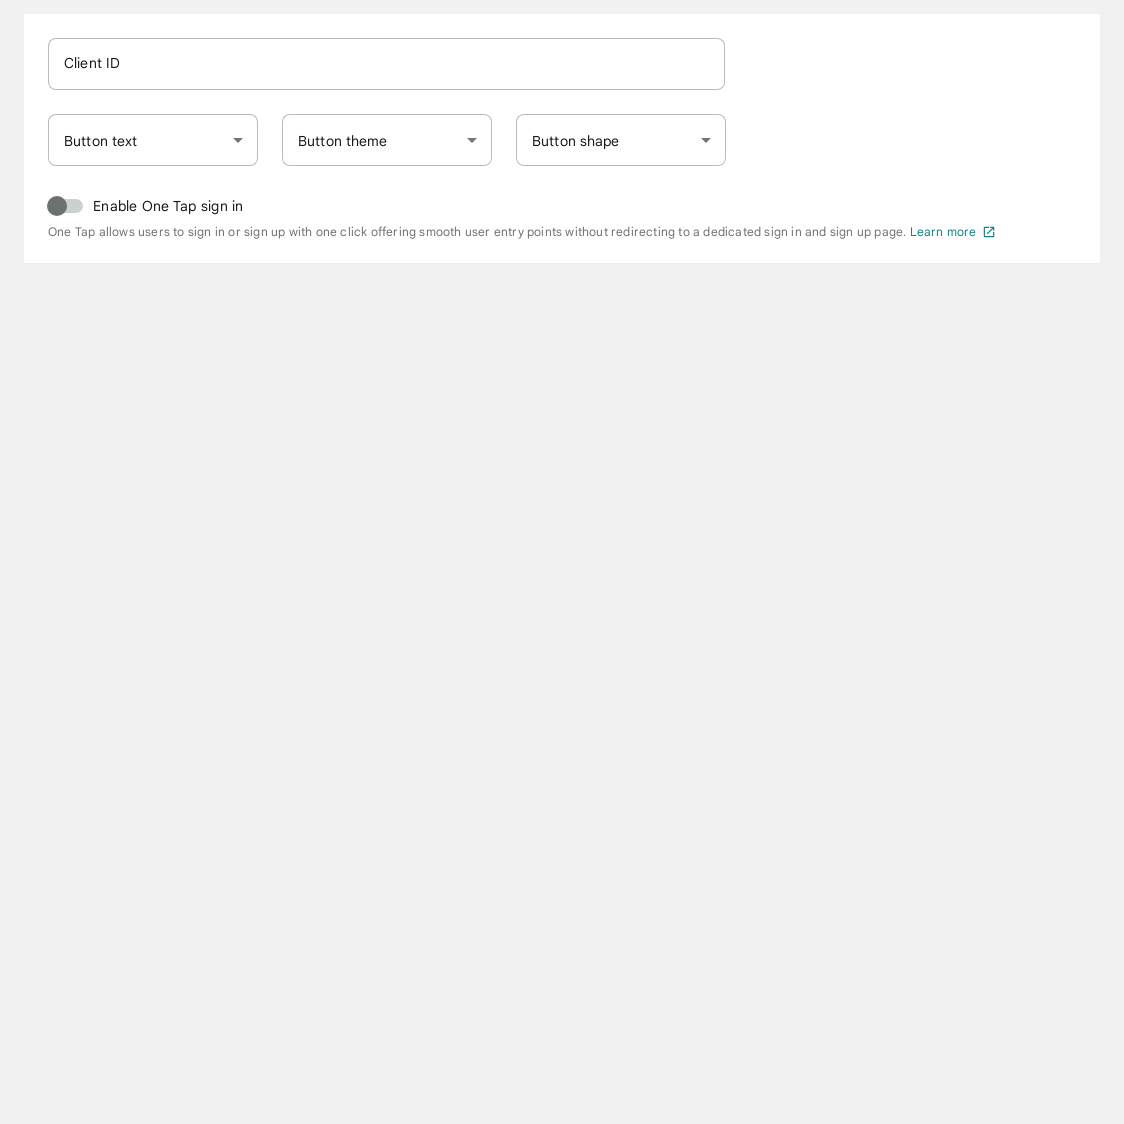 Client ID
Button text
Button theme
Button shape
Enable One Tap sign in
One Tap allows users to sign in or sign up with one click offering smooth user entry points without redirecting to a dedicated sign in and sign up page. Learn more